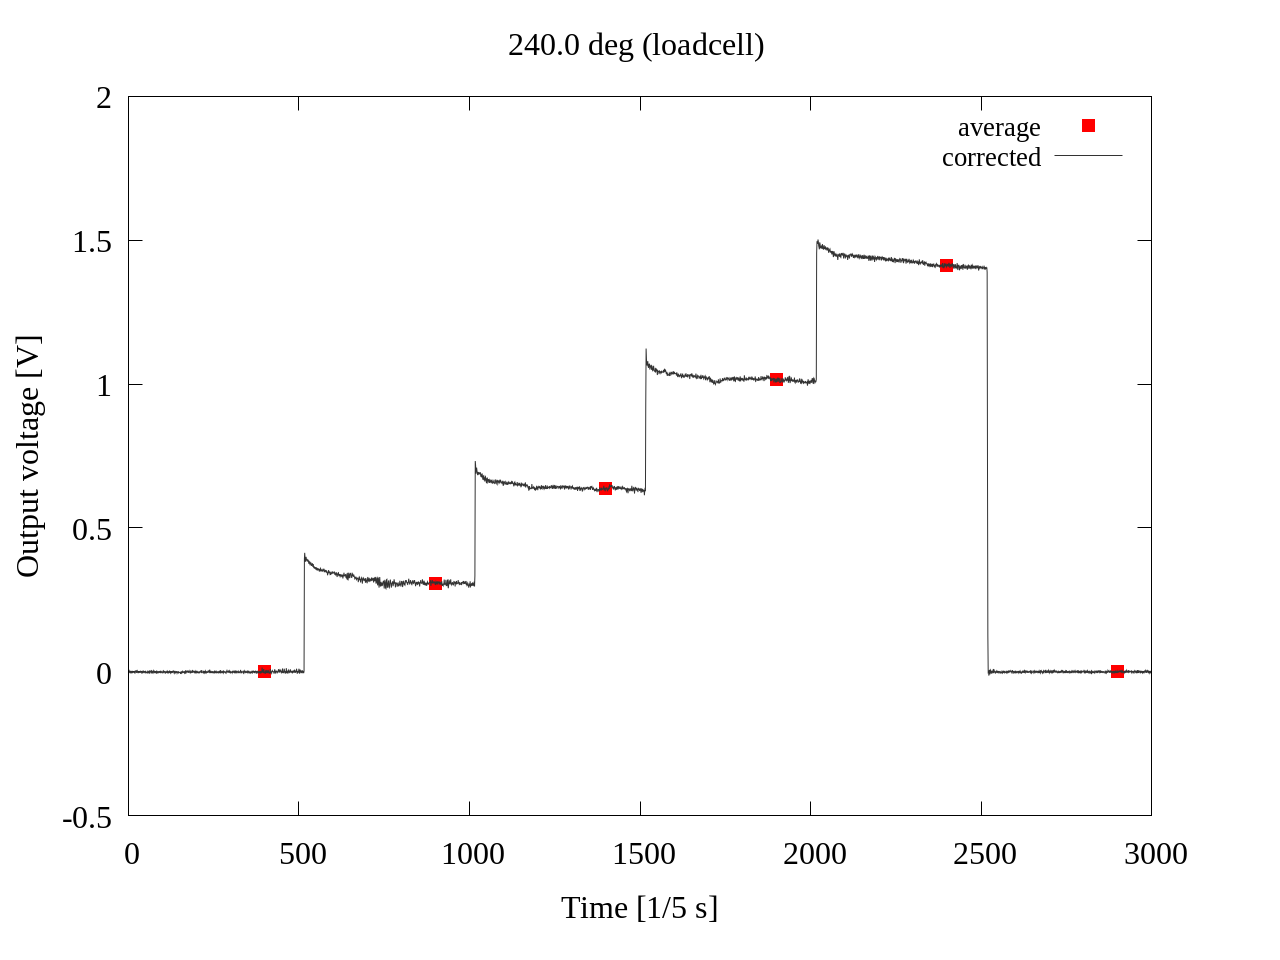 240.0 deg (loadcell)
2
1.5
1
0.5
0
-0.5
average
corrected
Output voltage [V]
0 500 1000 1500 2000 2500 3000
Time [1/5 s]